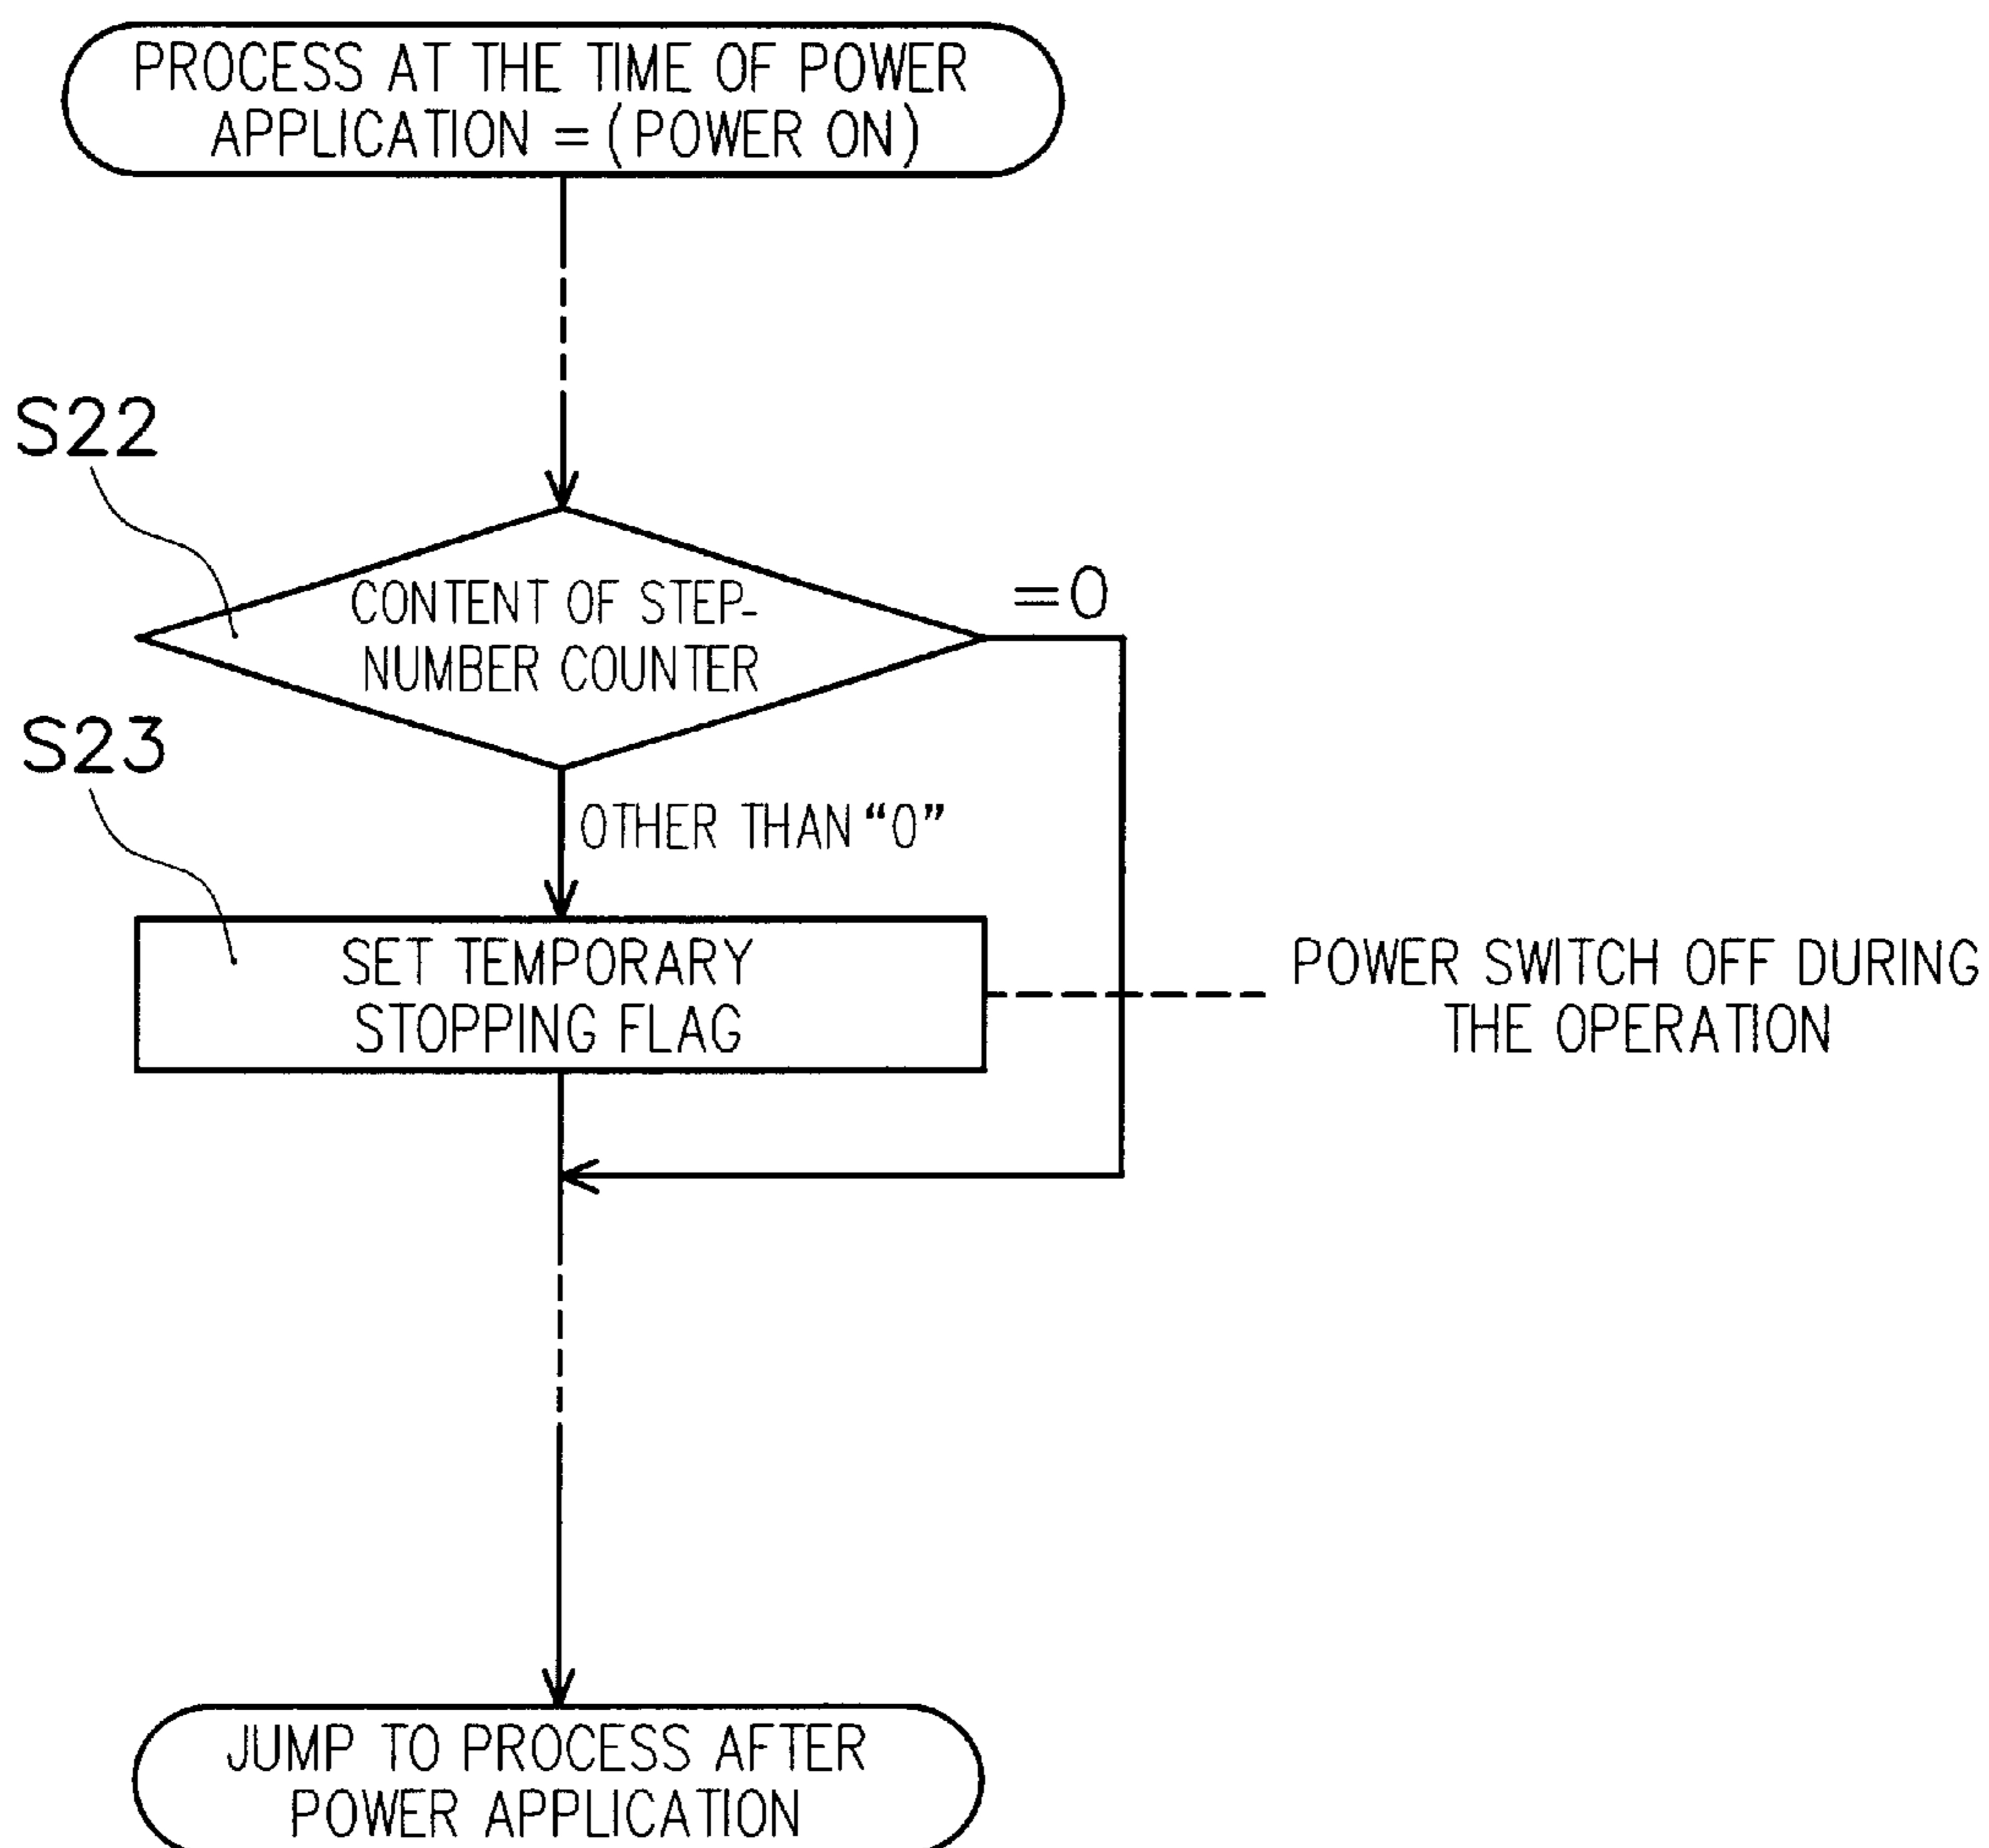 PROCESS AT THE TIME OF POWER
APPLICATION = (POWER ON)
S22
CONTENT OF STEP-
NUMBER COUNTER
=0
S23
OTHER THAN “0”
SET TEMPORARY
STOPPING FLAG
POWER SWITCH OFF DURING
THE OPERATION
JUMP TO PROCESS AFTER
POWER APPLICATION